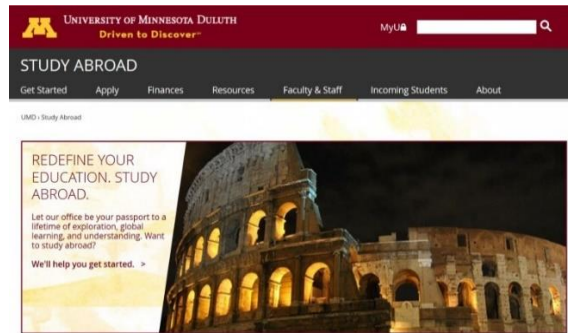 UNIVERSITY OF MINNESOTA DULUTH
Driven to Discover℠
MyU
STUDY ABROAD
Get Started Apply Finances Resources Faculty & Staff Incoming Students About
UMD › Study Abroad
REDEFINE YOUR
EDUCATION. STUDY
ABROAD.
Let our office be your passport to a
lifetime of exploration, global
learning, and understanding. Want
to study abroad?
We'll help you get started. >